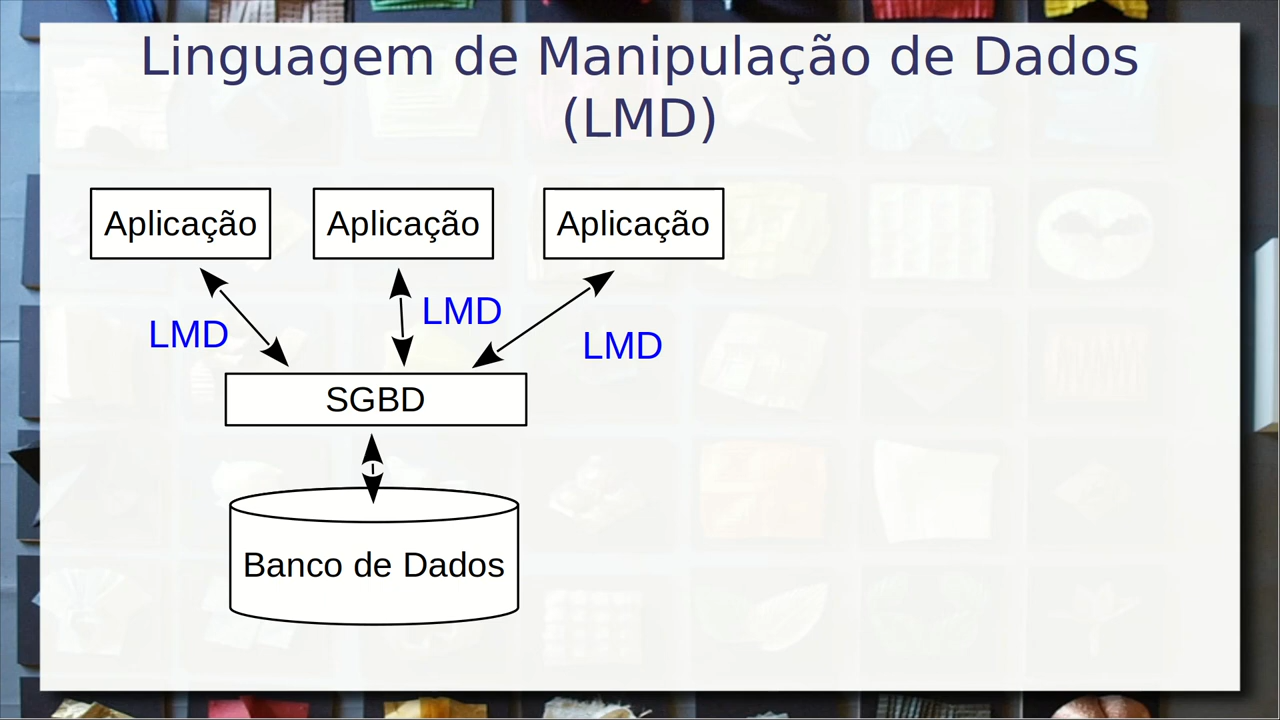 Linguagem de Manipulação de Dados
(LMD)
Aplicação
Aplicação
Aplicação
LMD
LMD
LMD
SGBD
Banco de Dados